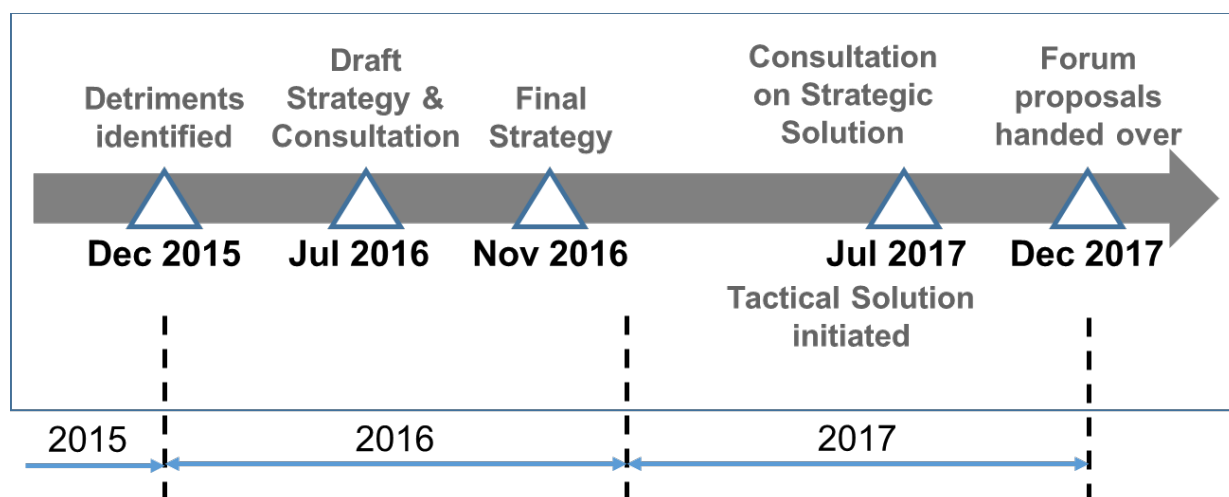 Detriments
identified
Draft
Strategy &
Consultation
Final
Strategy
Consultation
on Strategic
Solution
Forum
proposals
handed over
Dec 2015
Jul 2016
Nov 2016
Jul 2017
Dec 2017
Tactical Solution
initiated
2015
2016
2017